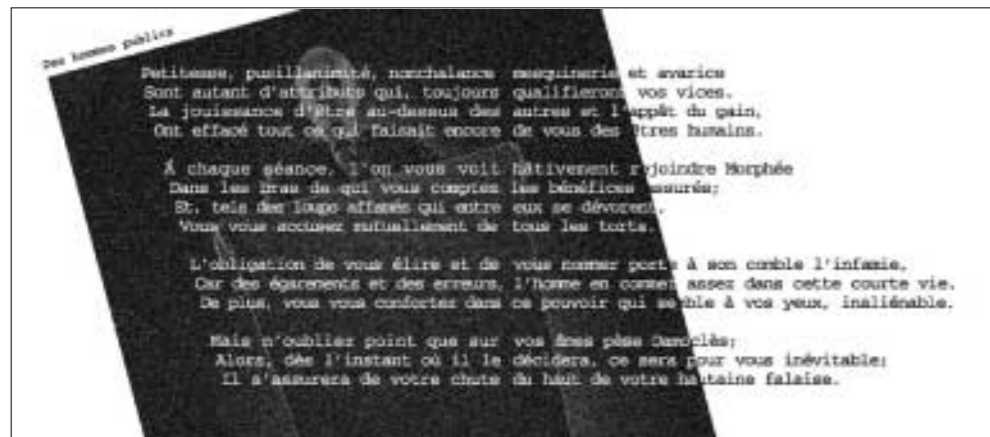 Des hommes publics
Petitesse, pusillanimité, nonchalance mesquinerie et avarice
Sont autant d'attributs qui, toujours qualifieront vos vices.
La jouissance d'être au-dessus des autres et l'appêt du gain,
Ont effacé tout ce qui faisait encore de vous des êtres humains.
À chaque séance, l'on vous voit hâtivement rejoindre Morphée
Dans les bras de qui vous comptez les bénéfices assurés;
Et, tels des loups affamés qui entre eux se dévorent,
Vous vous accusez mutuellement de tous les torts.
L'obligation de vous élire et de vous nommer porte à son comble l'infamie,
Car des égarements et des erreurs, l'homme en commet assez dans cette courte vie.
De plus, vous vous confortez dans ce pouvoir qui semble à vos yeux, inaliénable.
Mais n'oubliez point que sur vos âmes pèse Damoclès;
Alors, dès l'instant où il le décidera, ce sera pour vous inévitable;
Il s'assurera de votre chute du haut de votre hautaine falaise.